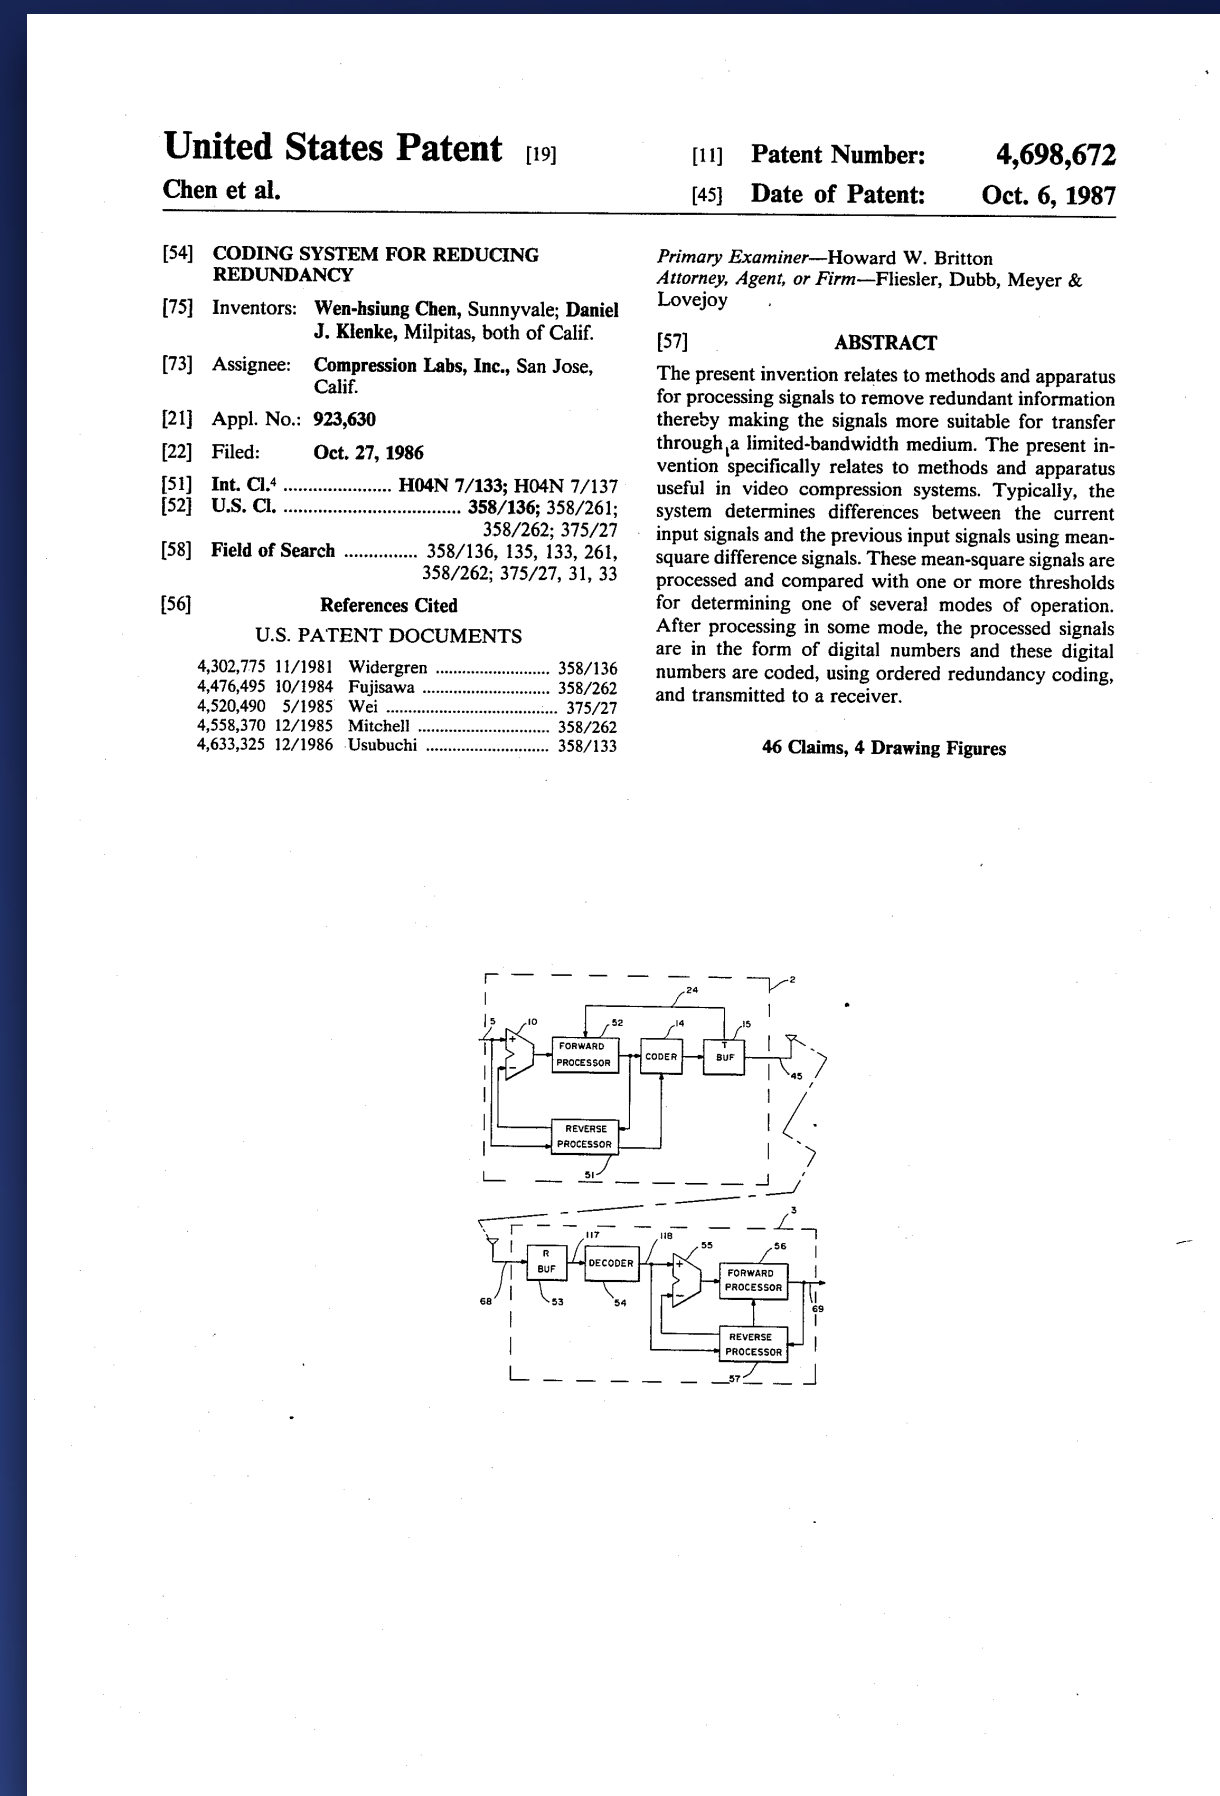 United States Patent [19]
Chen et al.
[11] Patent Number: 4,698,672
[45] Date of Patent: Oct. 6, 1987
[54] CODING SYSTEM FOR REDUCING
REDUNDANCY
[75] Inventors: Wen-hsiung Chen, Sunnyvale; Daniel
J. Klenke, Milpitas, both of Calif.
[73] Assignee: Compression Labs, Inc., San Jose,
Calif.
[21] Appl. No.: 923,630
[22] Filed: Oct. 27, 1986
[51] Int. Cl.⁴ ...................... H04N 7/133; H04N 7/137
[52] U.S. Cl. .................................... 358/136; 358/261;
358/262; 375/27
[58] Field of Search ............... 358/136, 135, 133, 261,
358/262; 375/27, 31, 33
[56] References Cited
U.S. PATENT DOCUMENTS
4,302,775 11/1981 Widergren .......................... 358/136
4,476,495 10/1984 Fujisawa ............................. 358/262
4,520,490 5/1985 Wei ....................................... 375/27
4,558,370 12/1985 Mitchell .............................. 358/262
4,633,325 12/1986 Usubuchi ............................ 358/133
Primary Examiner—Howard W. Britton
Attorney, Agent, or Firm—Fliesler, Dubb, Meyer &
Lovejoy
[57] ABSTRACT
The present invention relates to methods and apparatus
for processing signals to remove redundant information
thereby making the signals more suitable for transfer
through a limited-bandwidth medium. The present in-
vention specifically relates to methods and apparatus
useful in video compression systems. Typically, the
system determines differences between the current
input signals and the previous input signals using mean-
square difference signals. These mean-square signals are
processed and compared with one or more thresholds
for determining one of several modes of operation.
After processing in some mode, the processed signals
are in the form of digital numbers and these digital
numbers are coded, using ordered redundancy coding,
and transmitted to a receiver.
46 Claims, 4 Drawing Figures
2
24
5
10
52
14
15
+
−
FORWARD
PROCESSOR
CODER
T
BUF
45
REVERSE
PROCESSOR
51
3
117
118
55
56
R
BUF
DECODER
+
−
FORWARD
PROCESSOR
68
53
54
69
REVERSE
PROCESSOR
57